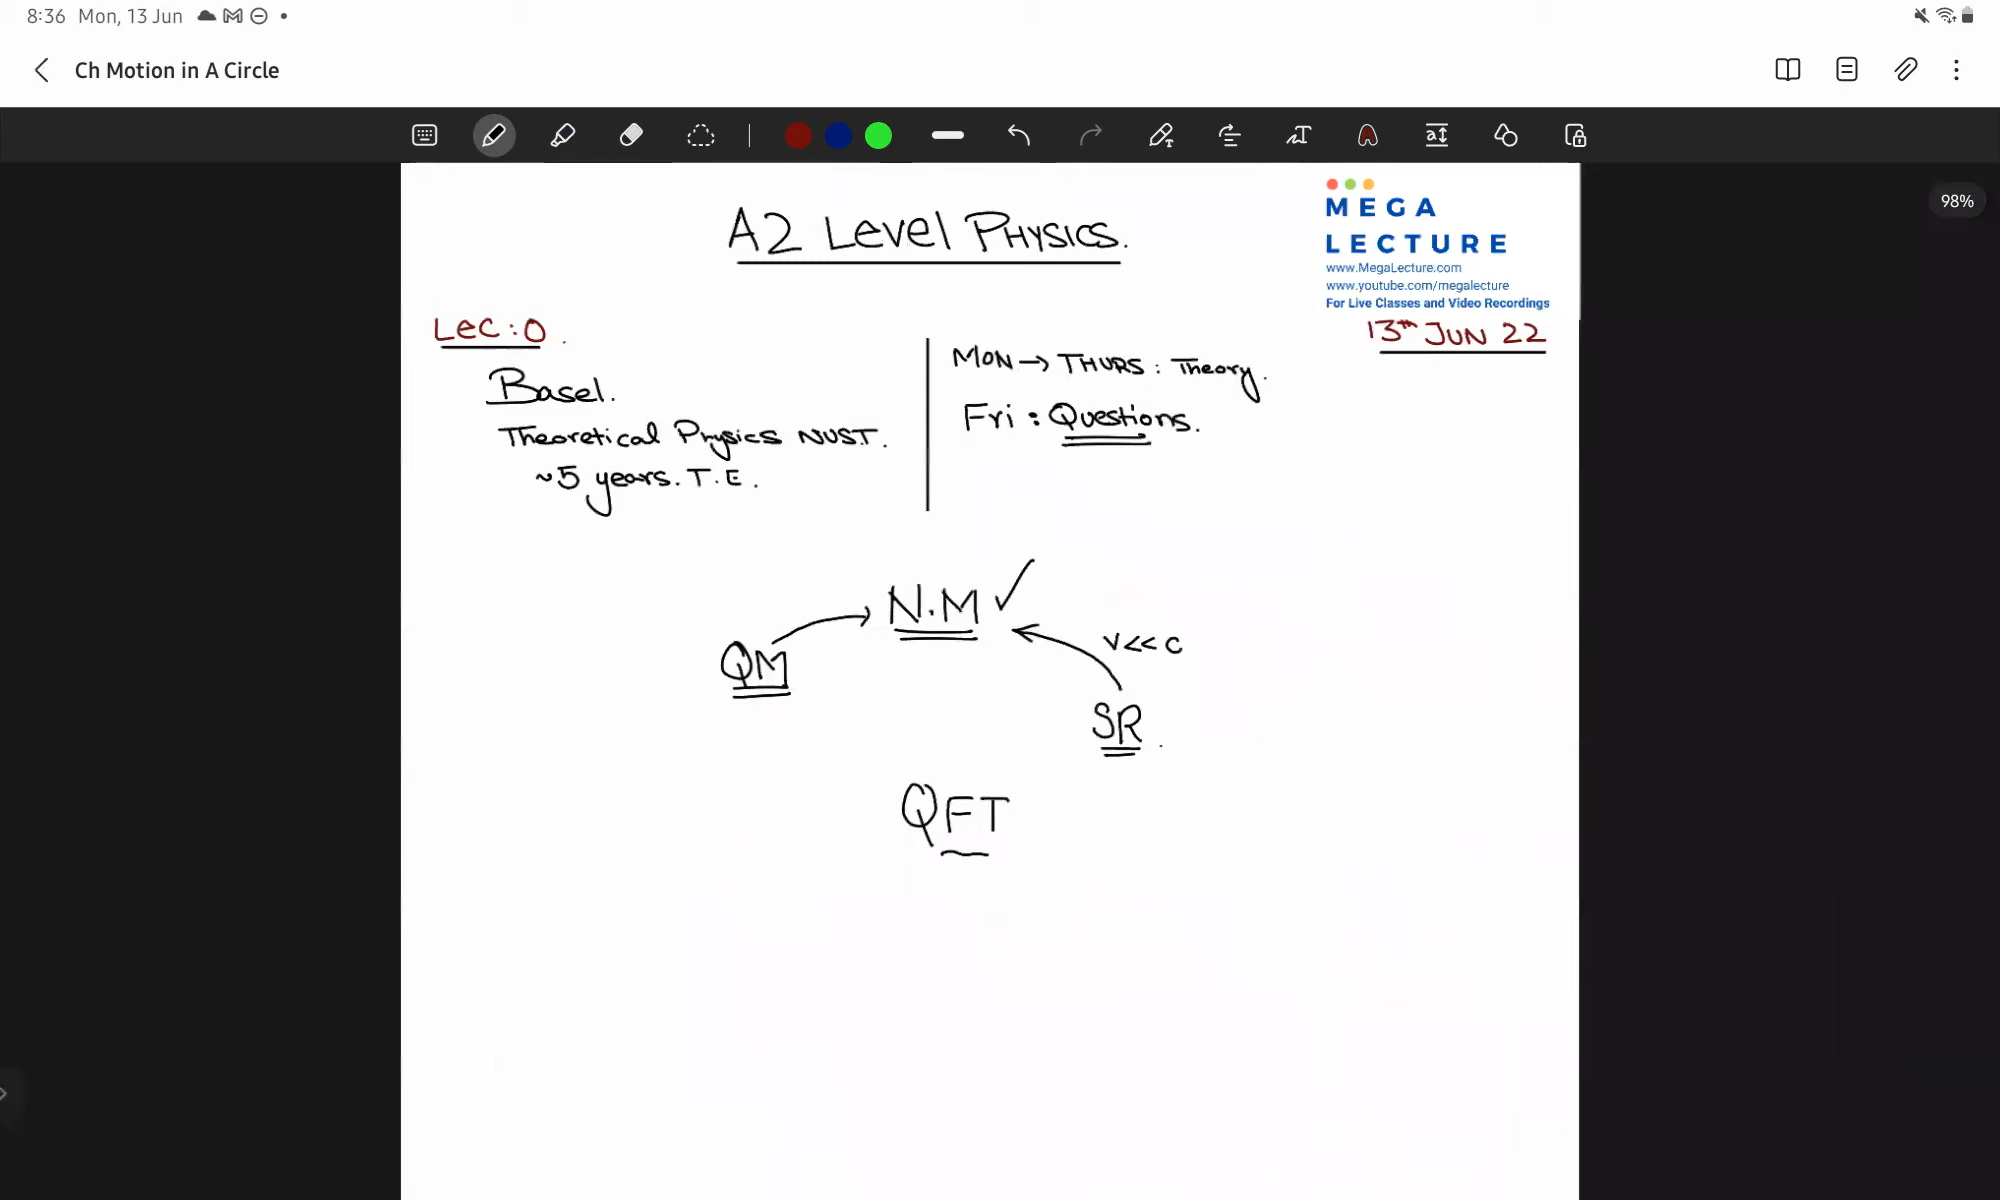 8:36 Mon, 13 Jun
Ch Motion in A Circle
98%
A2 Level PHYSICS.
MEGA
LECTURE
www.MegaLecture.com
www.youtube.com/megalecture
For Live Classes and Video Recordings
Lec:0.
13th JUN 22
Basel.
Theoretical Physics NUST.
~5 years. T.E.
MON → THURS: Theory.
Fri: Questions.
N.M ✓
QM
v<< c
SR.
QFT